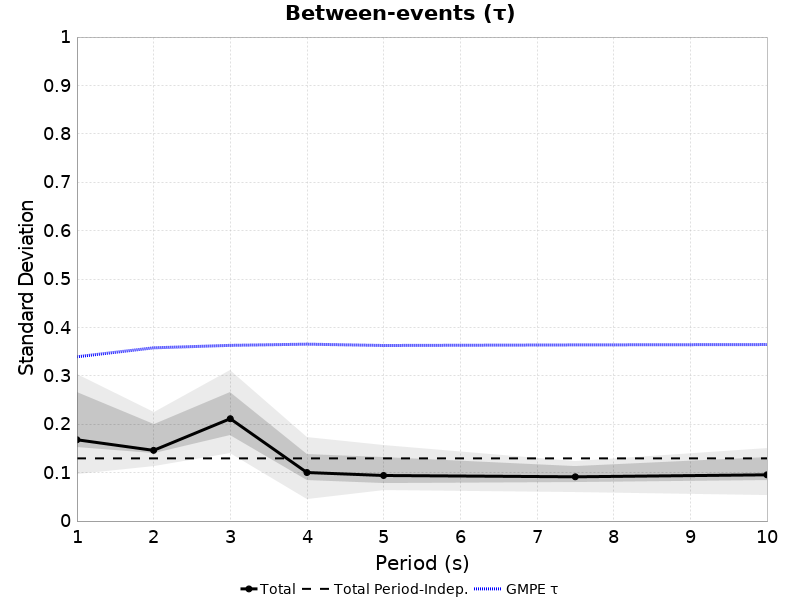 Between-events (τ)
1
0.9
0.8
0.7
0.6
0.5
0.4
0.3
0.2
0.1
0
Standard Deviation
1 2 3 4 5 6 7 8 9 10
Period (s)
Total Total Period-Indep. GMPE τ